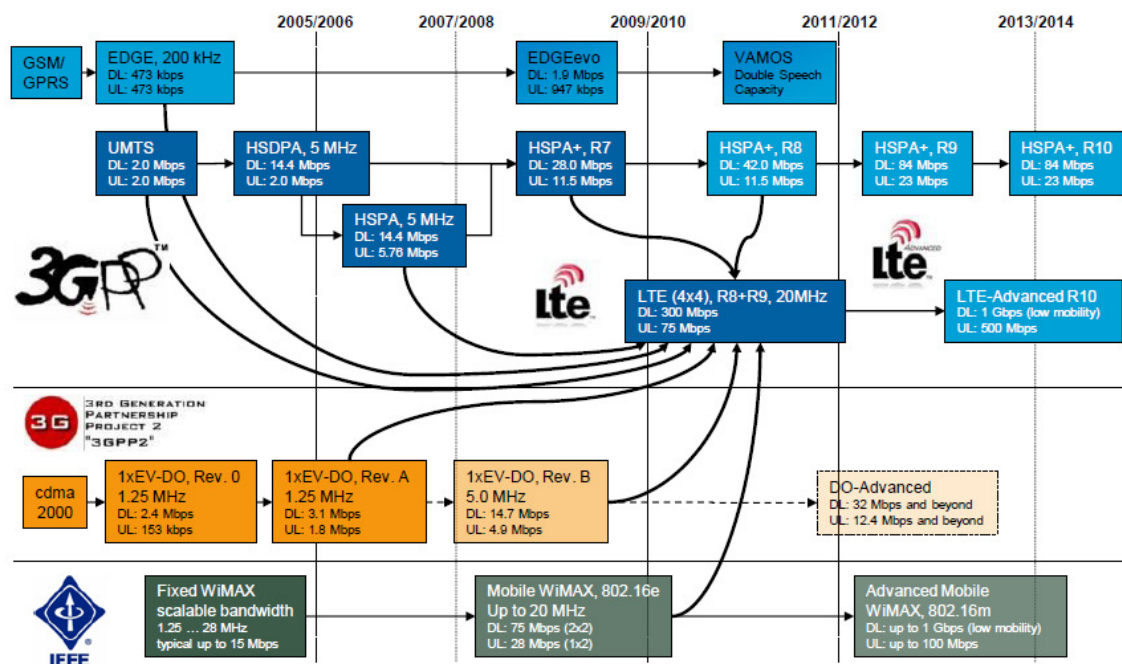 2005/2006
2007/2008
2009/2010
2011/2012
2013/2014
GSM/
GPRS
EDGE, 200 kHz
DL: 473 kbps
UL: 473 kbps
EDGEevo
DL: 1.9 Mbps
UL: 947 kbps
VAMOS
Double Speech
Capacity
UMTS
DL: 2.0 Mbps
UL: 2.0 Mbps
HSDPA, 5 MHz
DL: 14.4 Mbps
UL: 2.0 Mbps
HSPA+, R7
DL: 28.0 Mbps
UL: 11.5 Mbps
HSPA+, R8
DL: 42.0 Mbps
UL: 11.5 Mbps
HSPA+, R9
DL: 84 Mbps
UL: 23 Mbps
HSPA+, R10
DL: 84 Mbps
UL: 23 Mbps
HSPA, 5 MHz
DL: 14.4 Mbps
UL: 5.76 Mbps
3GPP™
LTE
LTE ADVANCED
LTE (4x4), R8+R9, 20MHz
DL: 300 Mbps
UL: 75 Mbps
LTE-Advanced R10
DL: 1 Gbps (low mobility)
UL: 500 Mbps
3G
3RD GENERATION
PARTNERSHIP
PROJECT 2
"3GPP2"
cdma
2000
1xEV-DO, Rev. 0
1.25 MHz
DL: 2.4 Mbps
UL: 153 kbps
1xEV-DO, Rev. A
1.25 MHz
DL: 3.1 Mbps
UL: 1.8 Mbps
1xEV-DO, Rev. B
5.0 MHz
DL: 14.7 Mbps
UL: 4.9 Mbps
DO-Advanced
DL: 32 Mbps and beyond
UL: 12.4 Mbps and beyond
IEEE
Fixed WiMAX
scalable bandwidth
1.25 … 28 MHz
typical up to 15 Mbps
Mobile WiMAX, 802.16e
Up to 20 MHz
DL: 75 Mbps (2x2)
UL: 28 Mbps (1x2)
Advanced Mobile
WiMAX, 802.16m
DL: up to 1 Gbps (low mobility)
UL: up to 100 Mbps